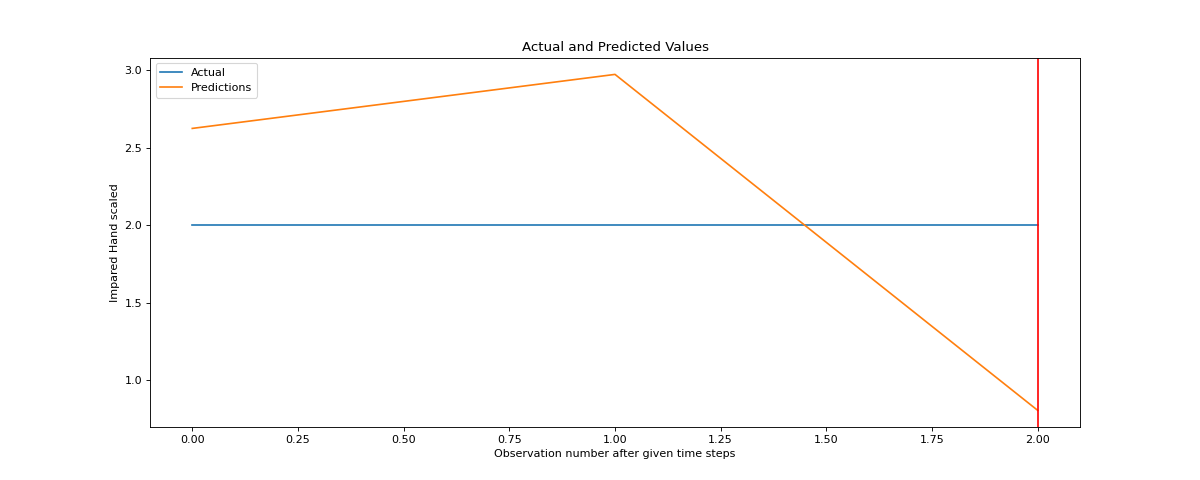 Actual and Predicted Values
Actual
Predictions
Impared Hand scaled
3.0
2.5
2.0
1.5
1.0
0.00 0.25 0.50 0.75 1.00 1.25 1.50 1.75 2.00
Observation number after given time steps